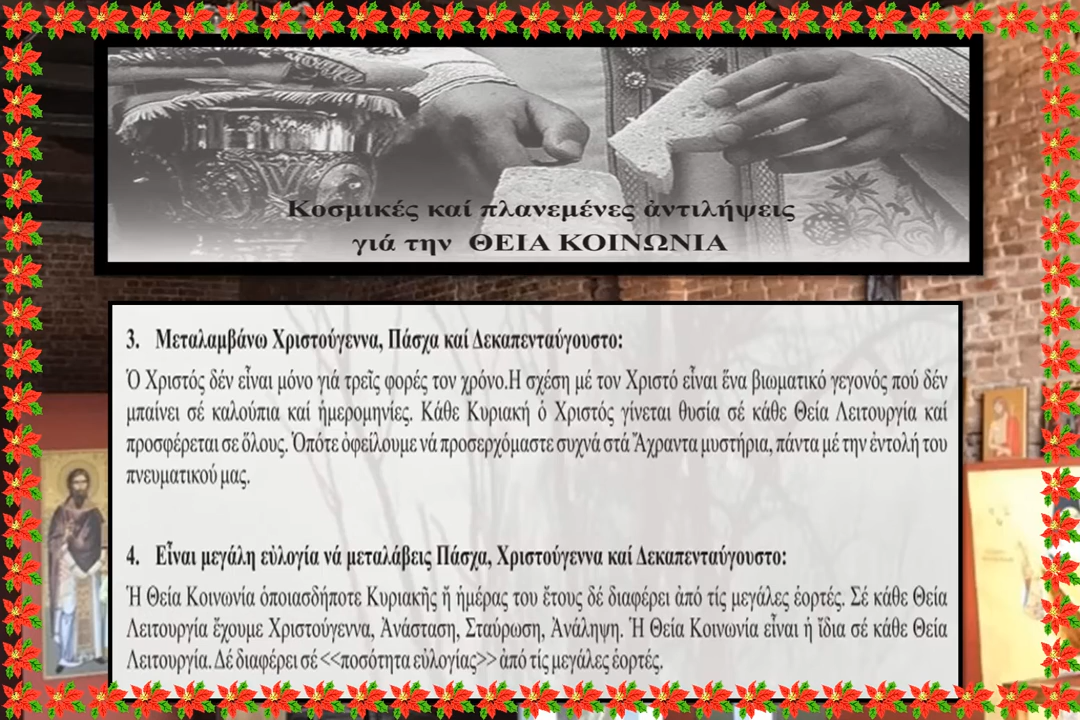 Κοσμικές καί πλανεμένες ἀντιλήψεις
γιά την ΘΕΙΑ ΚΟΙΝΩΝΙΑ
3. Μεταλαμβάνω Χριστούγεννα, Πάσχα καί Δεκαπενταύγουστο:
Ὁ Χριστός δέν εἶναι μόνο γιά τρεῖς φορές τον χρόνο.Η σχέση μέ τον Χριστό εἶναι ἕνα βιωματικό γεγονός πού δέν
μπαίνει σέ καλούπια καί ἡμερομηνίες. Κάθε Κυριακή ὁ Χριστός γίνεται θυσία σέ κάθε Θεία Λειτουργία καί
προσφέρεται σε ὅλους. Ὁπότε ὀφείλουμε νά προσερχόμαστε συχνά στά Ἄχραντα μυστήρια, πάντα μέ την ἐντολή του
πνευματικού μας.
4. Εἶναι μεγάλη εὐλογία νά μεταλάβεις Πάσχα, Χριστούγεννα καί Δεκαπενταύγουστο:
Ἡ Θεία Κοινωνία ὁποιασδήποτε Κυριακῆς ἤ ἡμέρας του ἔτους δέ διαφέρει ἀπό τίς μεγάλες ἑορτές. Σέ κάθε Θεία
Λειτουργία ἔχουμε Χριστούγεννα, Ἀνάσταση, Σταύρωση, Ἀνάληψη. Ἡ Θεία Κοινωνία εἶναι ἡ ἴδια σέ κάθε Θεία
Λειτουργία. Δέ διαφέρει σέ <<ποσότητα εὐλογίας>> ἀπό τίς μεγάλες ἑορτές.